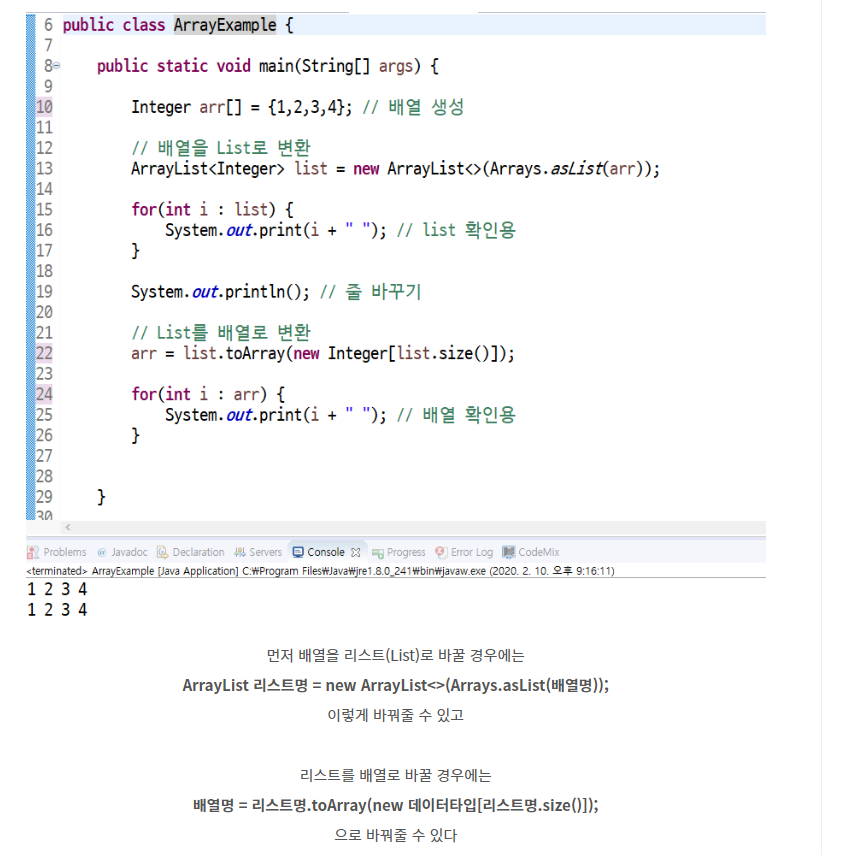 6 public class ArrayExample {
7
8 public static void main(String[] args) {
9
10 Integer arr[] = {1,2,3,4}; // 배열 생성
11
12 // 배열을 List로 변환
13 ArrayList<Integer> list = new ArrayList<>(Arrays.asList(arr));
14
15 for(int i : list) {
16 System.out.print(i + " "); // list 확인용
17 }
18
19 System.out.println(); // 줄 바꾸기
20
21 // List를 배열로 변환
22 arr = list.toArray(new Integer[list.size()]);
23
24 for(int i : arr) {
25 System.out.print(i + " "); // 배열 확인용
26 }
27
28
29 }
30
Problems Javadoc Declaration Servers Console Progress Error Log CodeMix
<terminated> ArrayExample [Java Application] C:₩Program Files₩Java₩jre1.8.0_241₩bin₩javaw.exe (2020. 2. 10. 오후 9:16:11)
1 2 3 4
1 2 3 4
먼저 배열을 리스트(List)로 바꿀 경우에는
ArrayList 리스트명 = new ArrayList<>(Arrays.asList(배열명));
이렇게 바꿔줄 수 있고
리스트를 배열로 바꿀 경우에는
배열명 = 리스트명.toArray(new 데이터타입[리스트명.size()]);
으로 바꿔줄 수 있다